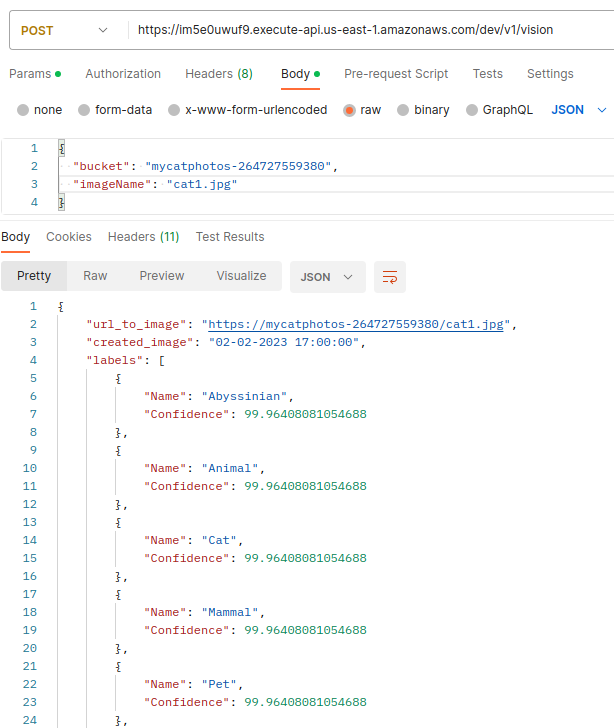 POST https://im5e0uwuf9.execute-api.us-east-1.amazonaws.com/dev/v1/vision
Params Authorization Headers (8) Body Pre-request Script Tests Settings
none form-data x-www-form-urlencoded raw binary GraphQL JSON
1 {
2 "bucket": "mycatphotos-264727559380",
3 "imageName": "cat1.jpg"
4 }
Body Cookies Headers (11) Test Results
Pretty Raw Preview Visualize JSON
1 {
2 "url_to_image": "https://mycatphotos-264727559380/cat1.jpg",
3 "created_image": "02-02-2023 17:00:00",
4 "labels": [
5 {
6 "Name": "Abyssinian",
7 "Confidence": 99.96408081054688
8 },
9 {
10 "Name": "Animal",
11 "Confidence": 99.96408081054688
12 },
13 {
14 "Name": "Cat",
15 "Confidence": 99.96408081054688
16 },
17 {
18 "Name": "Mammal",
19 "Confidence": 99.96408081054688
20 },
21 {
22 "Name": "Pet",
23 "Confidence": 99.96408081054688
24 },